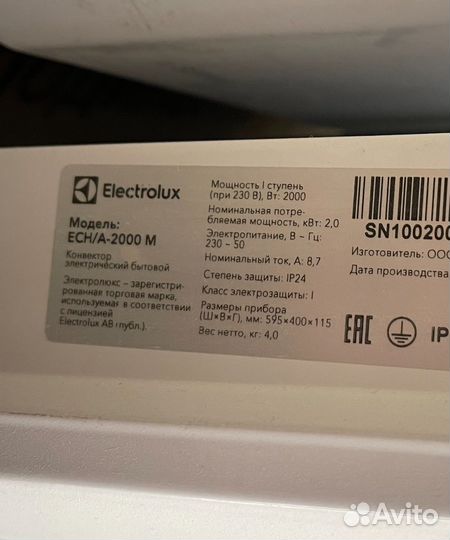 Electrolux
Модель:
ECH/A-2000 M
Конвектор
электрический бытовой
Электролюкс – зарегистри-
рованная торговая марка,
используемая в соответствии
с лицензией
Electrolux AB (публ.).
Мощность I ступень
(при 230 В), Вт: 2000
Номинальная потре-
бляемая мощность, кВт: 2,0
Электропитание, В – Гц:
230 – 50
Номинальный ток, А: 8,7
Степень защиты: IP24
Класс электрозащиты: I
Размеры прибора
(Ш×В×Г), мм: 595×400×115
Вес нетто, кг: 4,0
SN100200
Изготовитель: ООО
Дата производства
EAC
IP
Avito